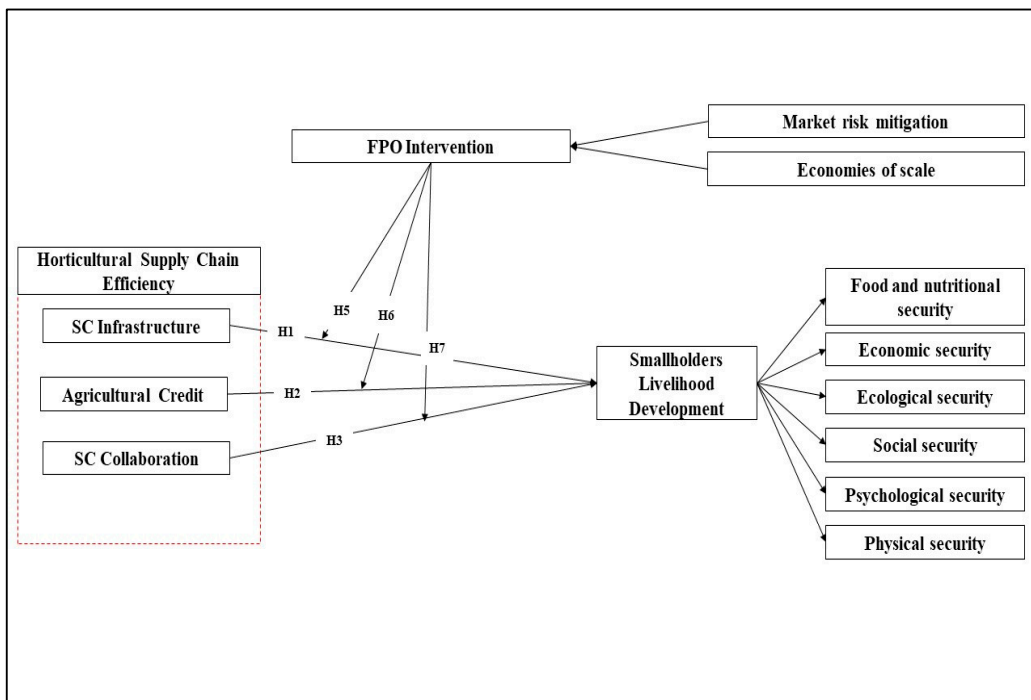 Market risk mitigation
FPO Intervention
Economies of scale
Horticultural Supply Chain
Efficiency
SC Infrastructure
Agricultural Credit
SC Collaboration
H1
H2
H3
H5
H6
H7
Smallholders
Livelihood
Development
Food and nutritional
security
Economic security
Ecological security
Social security
Psychological security
Physical security